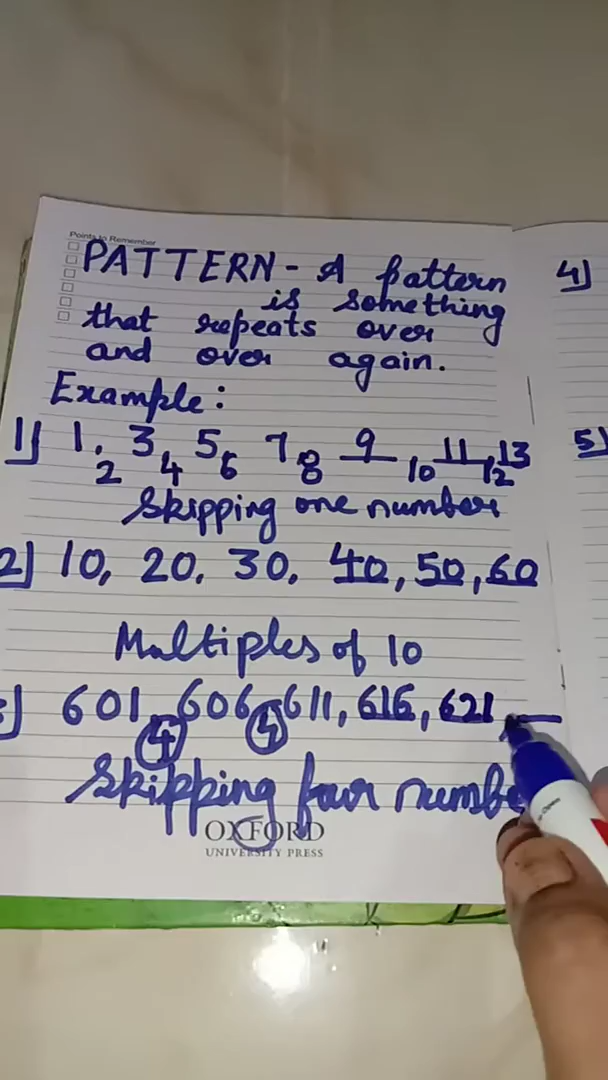 Points to Remember
PATTERN - A pattern
is something
that repeats over
and over again.
Example:
1) 1, 3, 5, 7, 9, 11, 13
2 4 6 8 10 12
Skipping one number
2) 10, 20, 30, 40, 50, 60
Multiples of 10
601, 606, 611, 616, 621,
4 4
Skipping four numbe
OXFORD
UNIVERSITY PRESS
4)
5)